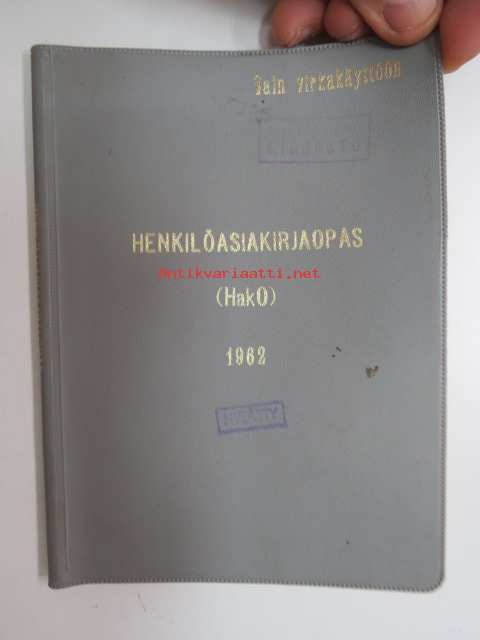 Vain virkakäyttöön
HENKILÖASIAKIRJAOPAS
Antikvariaatti.net
(HakO)
1962